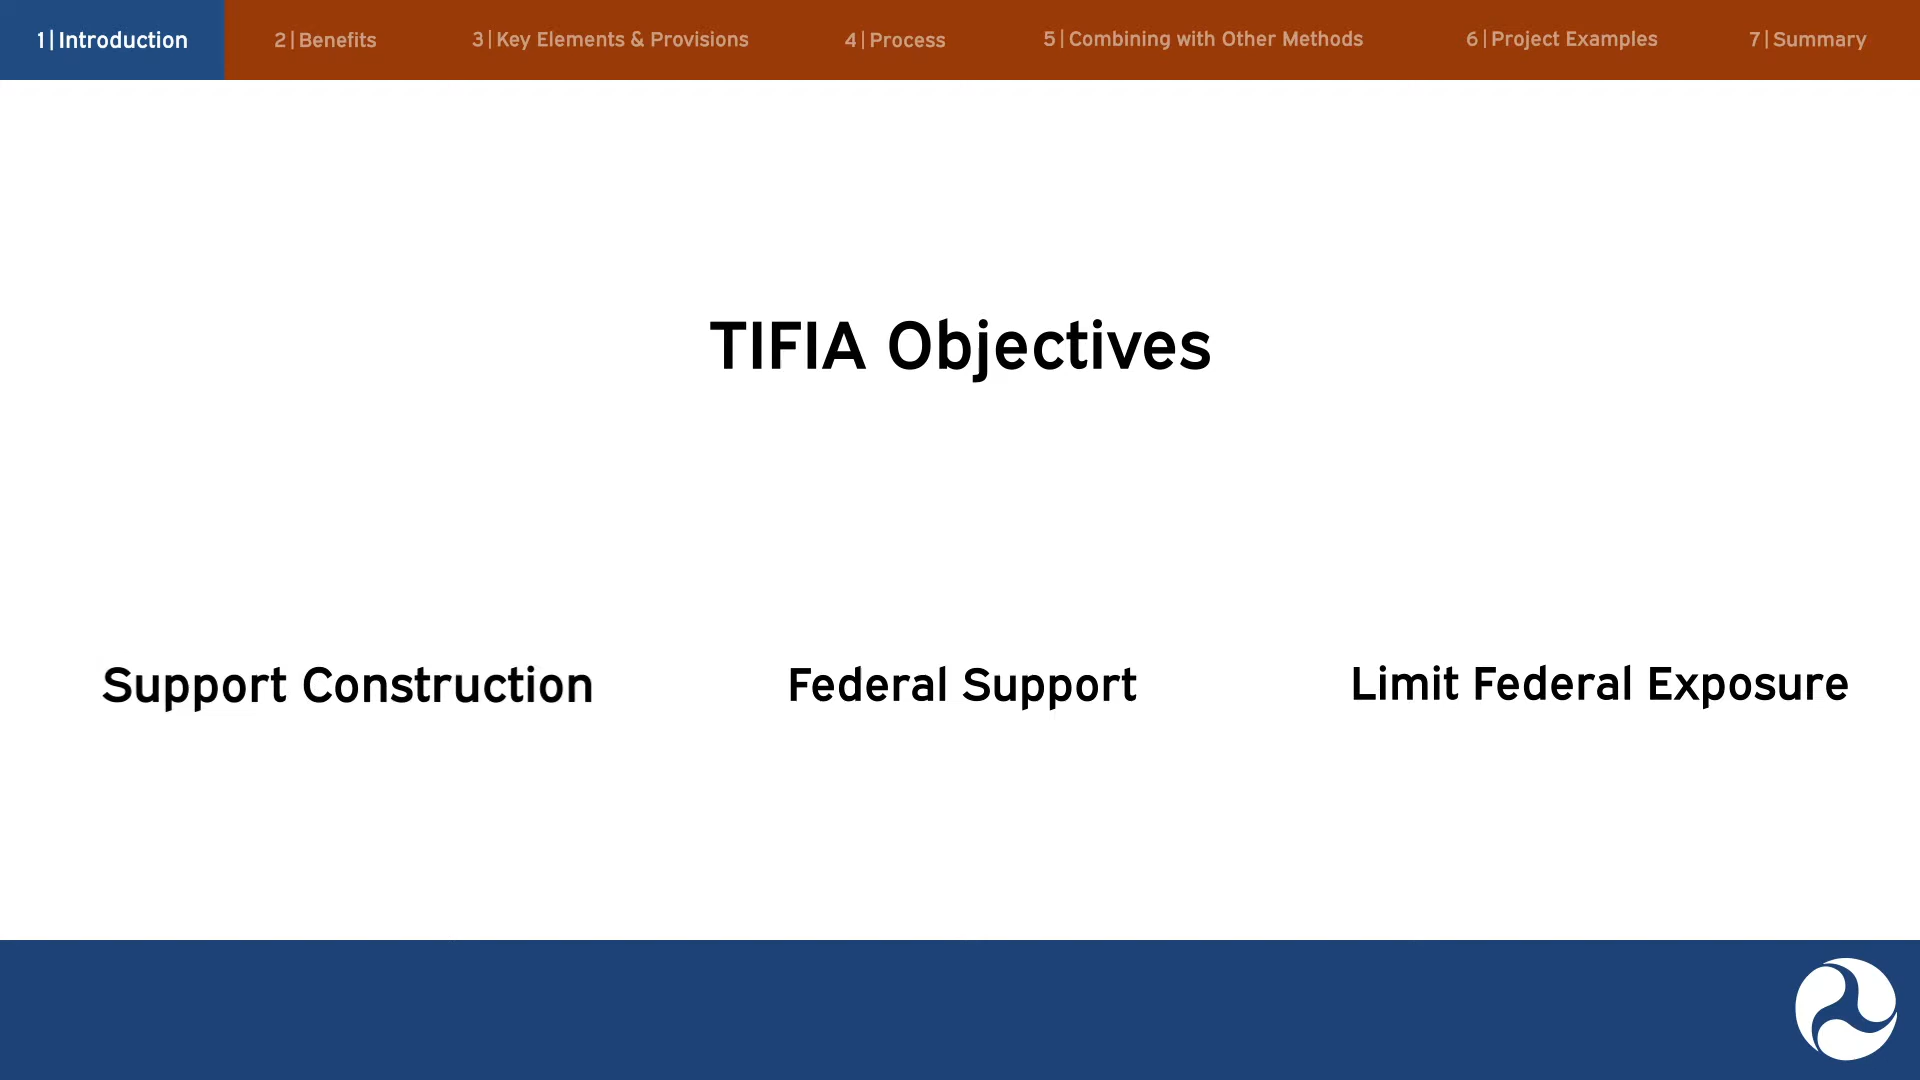 1|Introduction 2|Benefits 3|Key Elements & Provisions 4|Process 5|Combining with Other Methods 6|Project Examples 7|Summary
TIFIA Objectives
Support Construction Federal Support Limit Federal Exposure